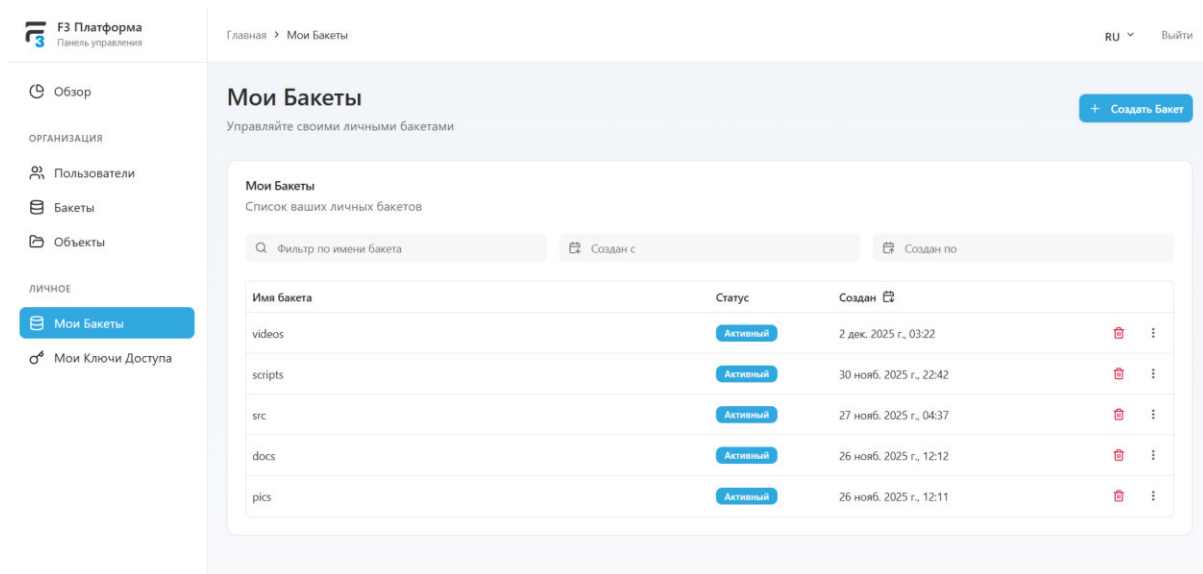 F3 Платформа
Панель управления
Главная > Мои Бакеты
RU
Выйти
Обзор
ОРГАНИЗАЦИЯ
Пользователи
Бакеты
Объекты
ЛИЧНОЕ
Мои Бакеты
Мои Ключи Доступа
Мои Бакеты
Управляйте своими личными бакетами
+ Создать Бакет
Мои Бакеты
Список ваших личных бакетов
Фильтр по имени бакета
Создан с
Создан по
Имя бакета Статус Создан
videos Активный 2 дек. 2025 г., 03:22
scripts Активный 30 нояб. 2025 г., 22:42
src Активный 27 нояб. 2025 г., 04:37
docs Активный 26 нояб. 2025 г., 12:12
pics Активный 26 нояб. 2025 г., 12:11